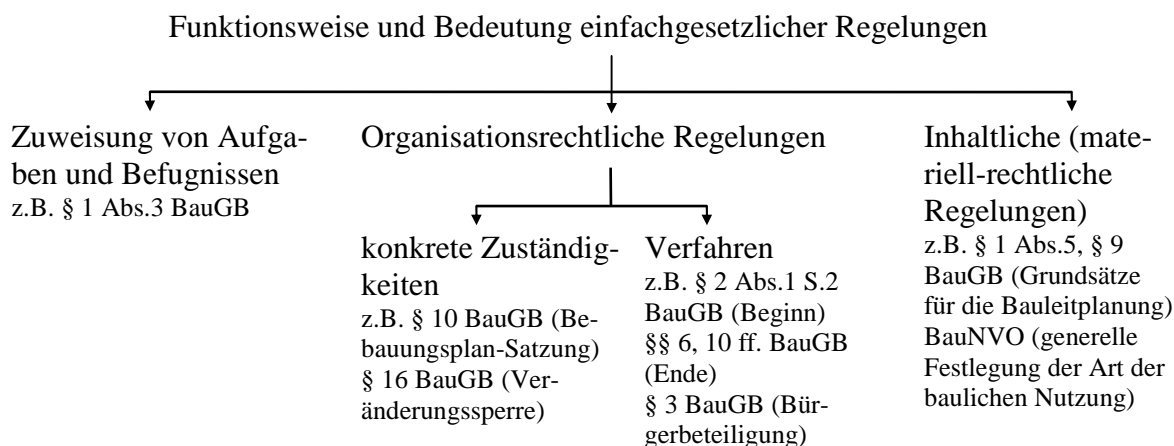 Funktionsweise und Bedeutung einfachgesetzlicher Regelungen
Zuweisung von Aufga-
ben und Befugnissen
z.B. § 1 Abs.3 BauGB
Organisationsrechtliche Regelungen
konkrete Zuständig-
keiten
z.B. § 10 BauGB (Be-
bauungsplan-Satzung)
§ 16 BauGB (Ver-
änderungssperre)
Verfahren
z.B. § 2 Abs.1 S.2
BauGB (Beginn)
§§ 6, 10 ff. BauGB
(Ende)
§ 3 BauGB (Bür-
gerbeteiligung)
Inhaltliche (mate-
riell-rechtliche
Regelungen)
z.B. § 1 Abs.5, § 9
BauGB (Grundsätze
für die Bauleitplanung)
BauNVO (generelle
Festlegung der Art der
baulichen Nutzung)